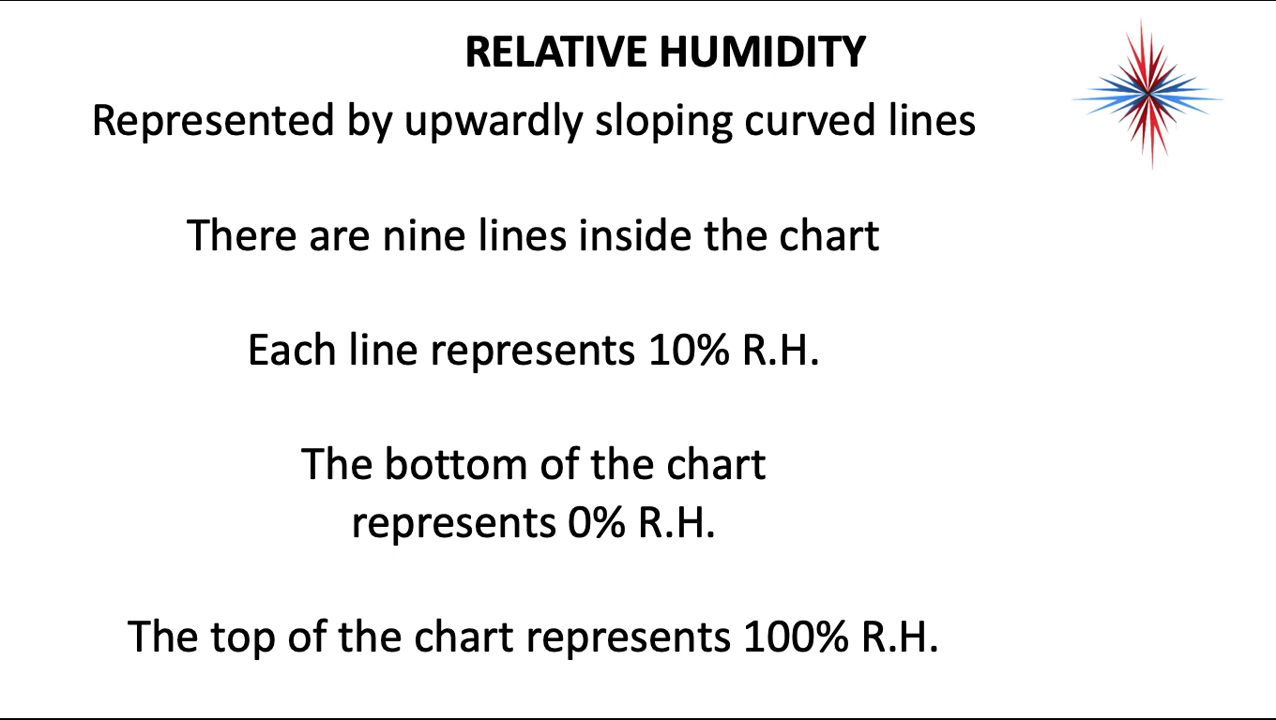 RELATIVE HUMIDITY
Represented by upwardly sloping curved lines
There are nine lines inside the chart
Each line represents 10% R.H.
The bottom of the chart
represents 0% R.H.
The top of the chart represents 100% R.H.